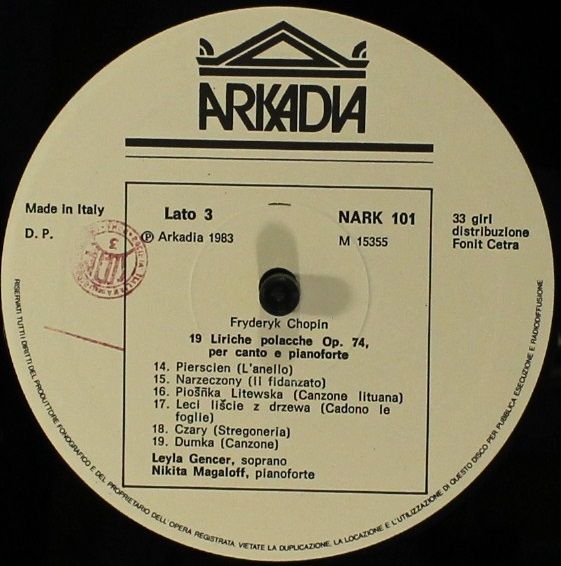 ARKADIA
Made in Italy
D. P.
Lato 3
NARK 101
℗ Arkadia 1983
M 15355
33 giri
distribuzione
Fonit Cetra
Fryderyk Chopin
19 Liriche polacche Op. 74,
per canto e pianoforte
14. Pierscien (L'anello)
15. Narzeczony (Il fidanzato)
16. Piošńka Litewska (Canzone lituana)
17. Leci lišcie z drzewa (Cadono le
foglie)
18. Czary (Stregoneria)
19. Dumka (Canzone)
Leyla Gencer, soprano
Nikita Magaloff, pianoforte
RISERVATI TUTTI I DIRITTI DEL PRODUTTORE FONOGRAFICO E DEL PROPRIETARIO DELL'OPERA REGISTRATA. VIETATE LA DUPLICAZIONE, LA LOCAZIONE E L'UTILIZZAZIONE DI QUESTO DISCO PER PUBBLICA ESECUZIONE E RADIODIFFUSIONE